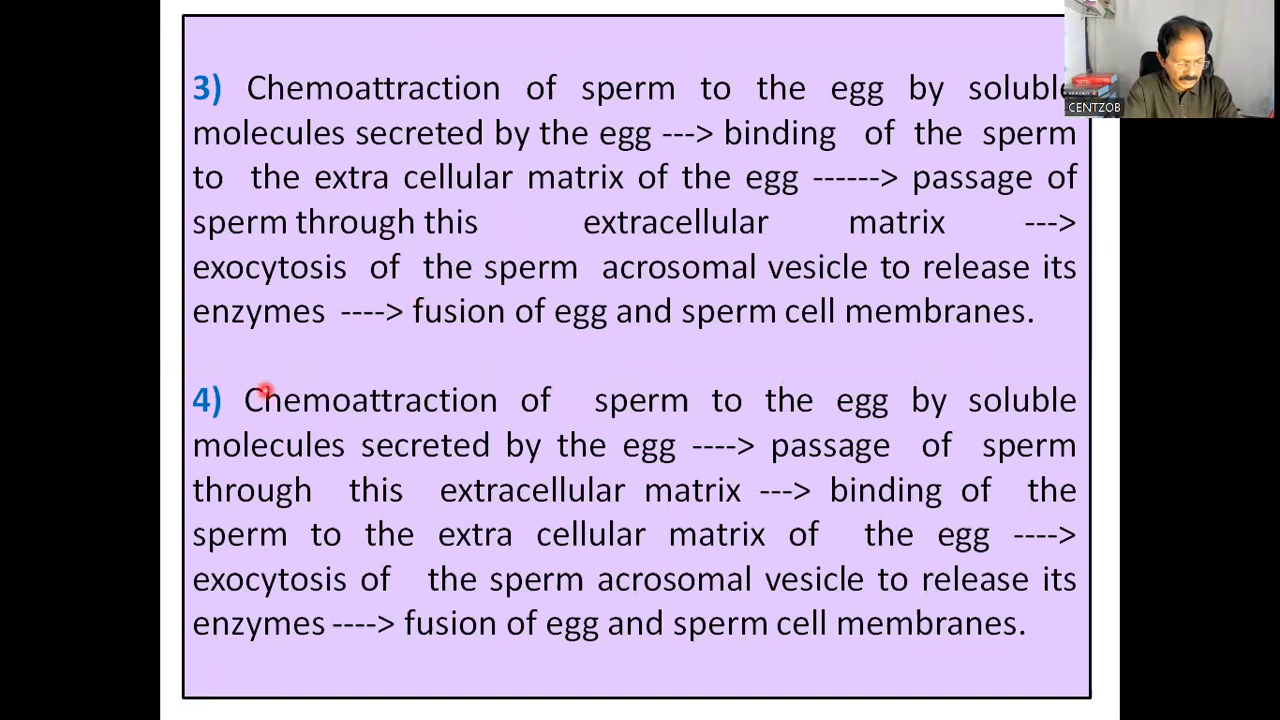 3) Chemoattraction of sperm to the egg by soluble
molecules secreted by the egg ---> binding of the sperm
to the extra cellular matrix of the egg ------> passage of
sperm through this extracellular matrix --->
exocytosis of the sperm acrosomal vesicle to release its
enzymes ----> fusion of egg and sperm cell membranes.
4) Chemoattraction of sperm to the egg by soluble
molecules secreted by the egg ----> passage of sperm
through this extracellular matrix ---> binding of the
sperm to the extra cellular matrix of the egg ---->
exocytosis of the sperm acrosomal vesicle to release its
enzymes ----> fusion of egg and sperm cell membranes.
CENTZOB